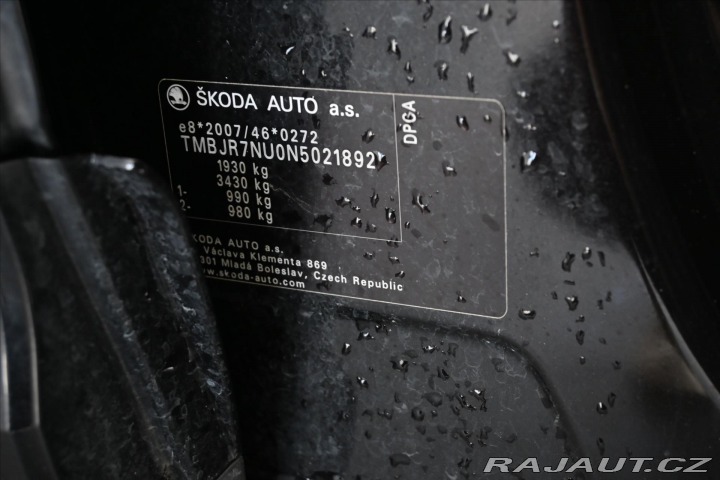 ŠKODA AUTO a.s.
DPGA
e8*2007/46*0272
TMBJR7NU0N5021892*
1930 kg
3430 kg
1- 990 kg
2- 980 kg
KODA AUTO a.s.
Václava Klementa 869
301 Mladá Boleslav, Czech Republic
www.skoda-auto.com
RAJAUT.CZ